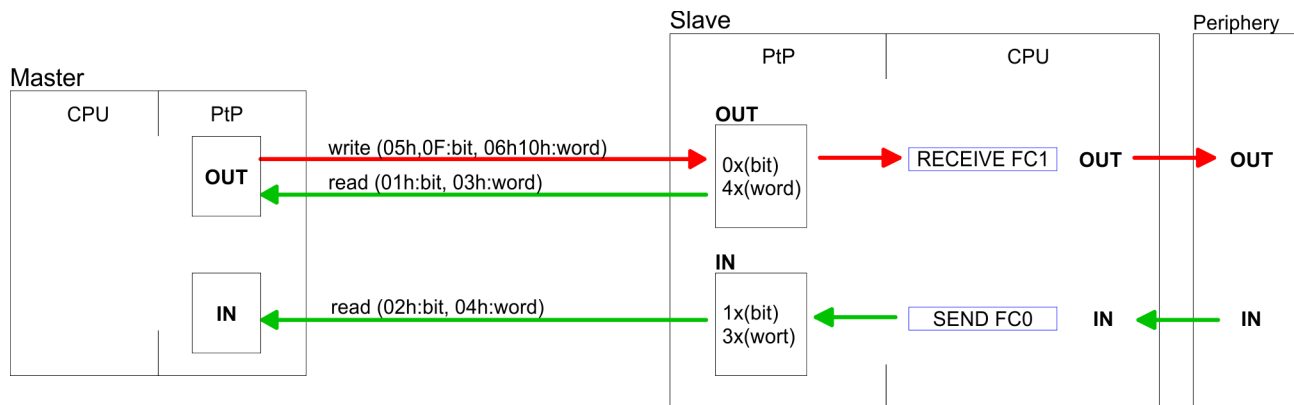 Slave
Periphery
PtP
CPU
Master
CPU
PtP
OUT
write (05h,0F:bit, 06h10h:word)
read (01h:bit, 03h:word)
OUT
0x(bit)
4x(word)
RECEIVE FC1
OUT
OUT
IN
read (02h:bit, 04h:word)
IN
1x(bit)
3x(wort)
SEND FC0
IN
IN